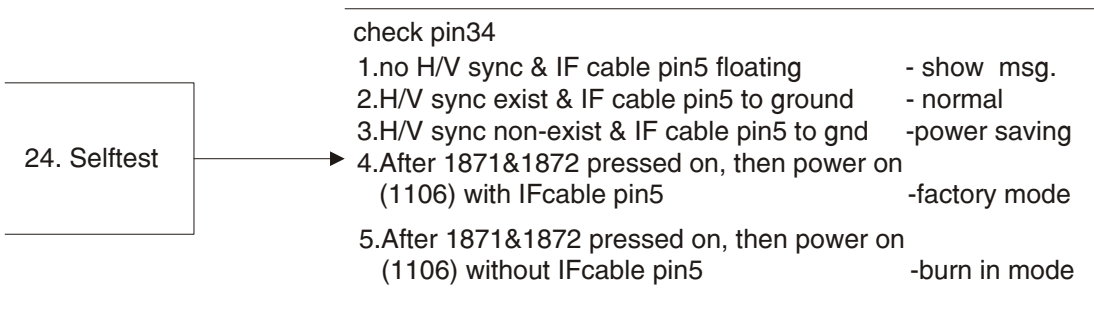 24. Selftest
check pin34
1.no H/V sync & IF cable pin5 floating - show msg.
2.H/V sync exist & IF cable pin5 to ground - normal
3.H/V sync non-exist & IF cable pin5 to gnd -power saving
4.After 1871&1872 pressed on, then power on
(1106) with IFcable pin5 -factory mode
5.After 1871&1872 pressed on, then power on
(1106) without IFcable pin5 -burn in mode